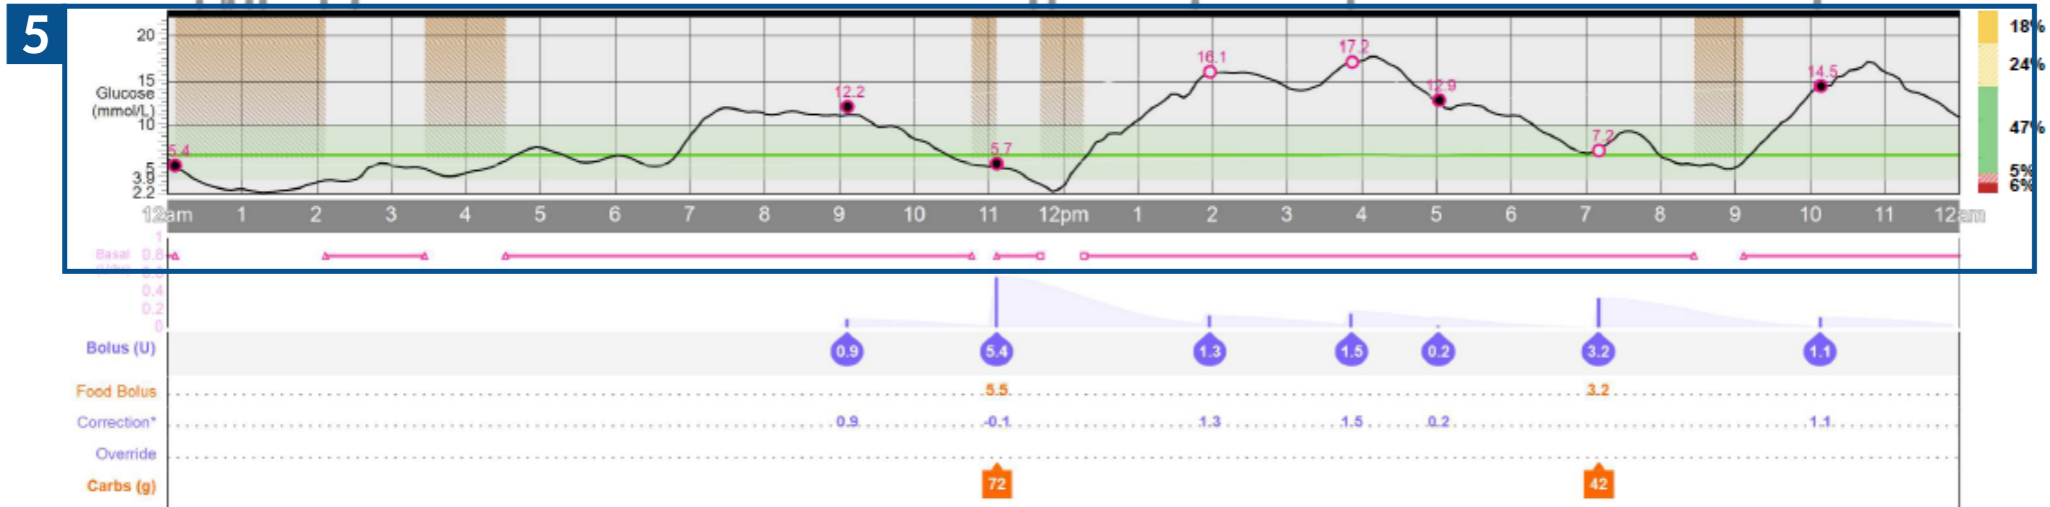 5
20
15
Glucose
(mmol/L)
10
5
3.9
2.2
5.4
12.2
5.7
16.1
17.2
12.9
7.2
14.5
18%
24%
47%
5%
6%
12am 1 2 3 4 5 6 7 8 9 10 11 12pm 1 2 3 4 5 6 7 8 9 10 11 12am
1
Basal 0.8
0.6
0.4
0.2
0
Bolus (U) 0.9 5.4 1.3 1.5 0.2 3.2 1.1
Food Bolus 5.5 3.2
Correction* 0.9 -0.1 1.3 1.5 0.2 1.1
Override
Carbs (g) 72 42